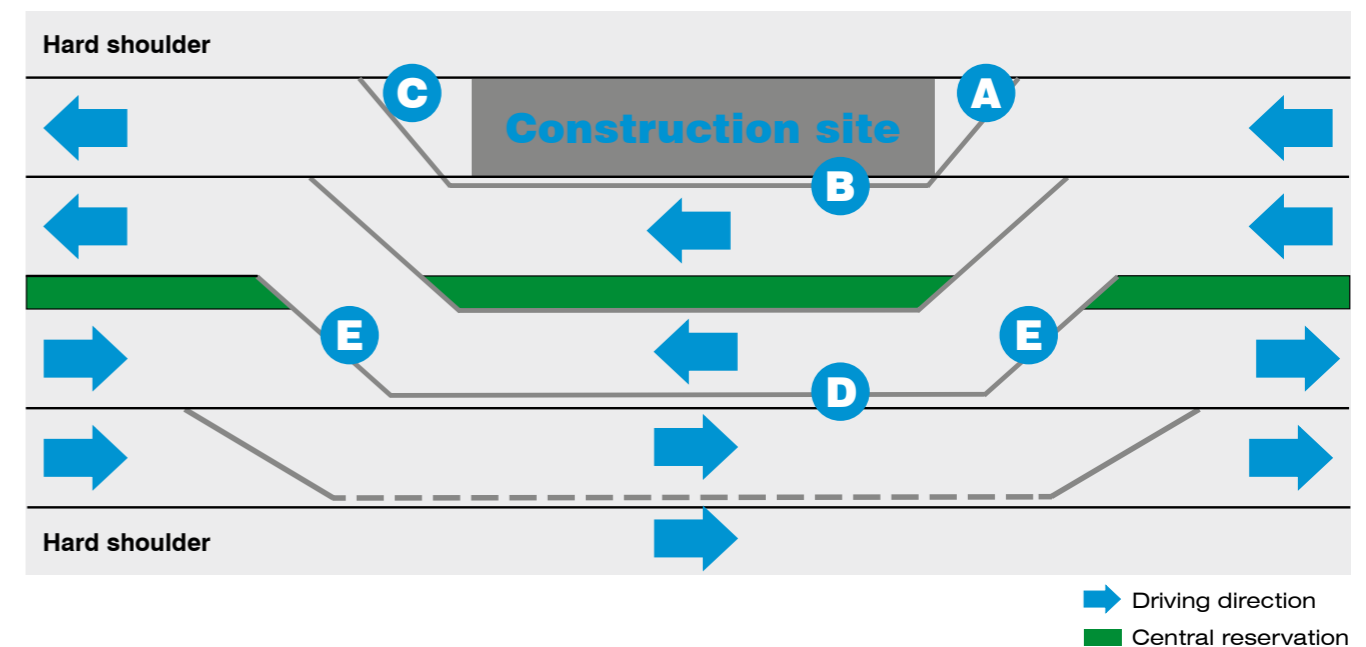 Hard shoulder
C
A
Construction site
B
E
E
D
Hard shoulder
Driving direction
Central reservation